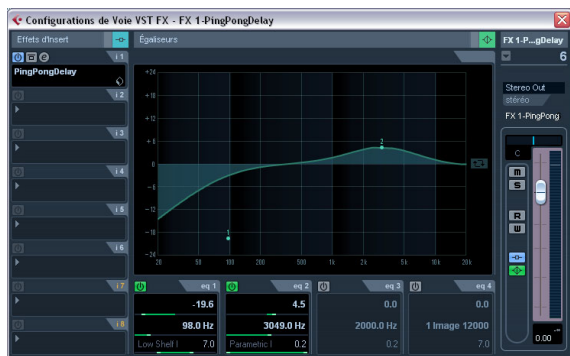 Configurations de Voie VST FX - FX 1-PingPongDelay
Effets d'Insert
Égaliseurs
FX 1-P...gDelay
i 1
6
PingPongDelay
i 2
i 3
i 4
i 5
i 6
i 7
i 8
Stereo Out
stéréo
FX 1-PingPong
C
m
S
R
W
-∞
0.00
+24
+18
+12
+6
0
-6
-12
-18
-24
1
2
20
50
100
200
500
1k
2k
5k
10k
20k
eq 1
eq 2
eq 3
eq 4
-19.6
4.5
0.0
0.0
98.0 Hz
3049.0 Hz
2000.0 Hz
1 Image 12000
Low Shelf I
7.0
Parametric I
0.2
0.2
7.0